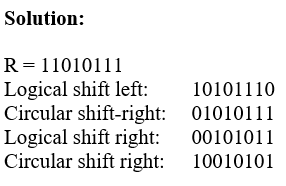 Solution:
R = 11010111
Logical shift left: 10101110
Circular shift-right: 01010111
Logical shift right: 00101011
Circular shift right: 10010101